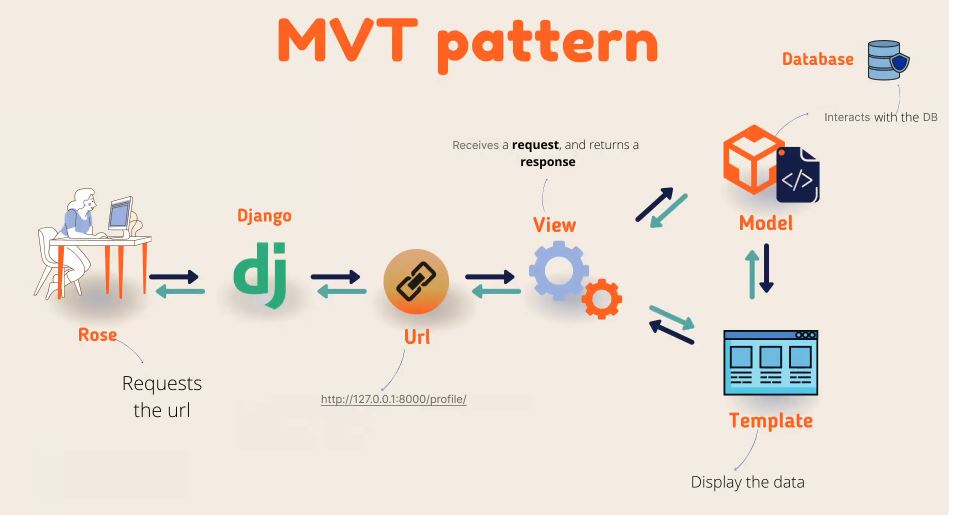 MVT pattern
Database
Interacts with the DB
Receives a request, and returns a
response
Django
dj
View
Model
</>
Rose
Url
Requests
the url
http://127.0.0.1:8000/profile/
Template
Display the data